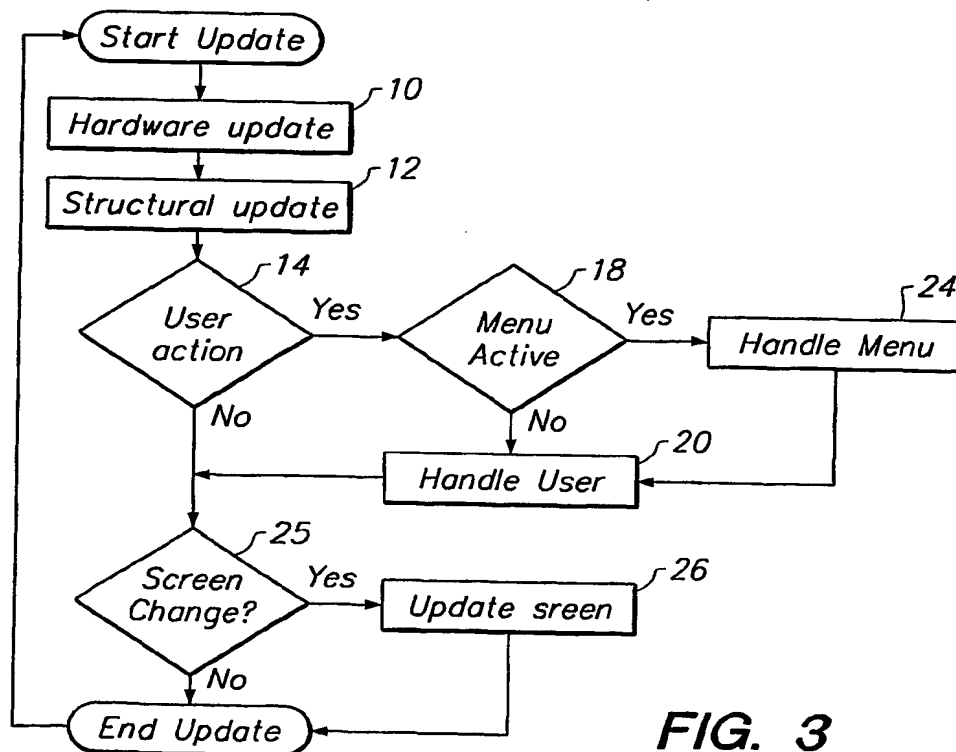 Start Update
10
Hardware update
12
Structural update
14
User
action
Yes
No
18
Menu
Active
Yes
No
24
Handle Menu
20
Handle User
25
Screen
Change?
Yes
No
26
Update sreen
End Update
FIG. 3